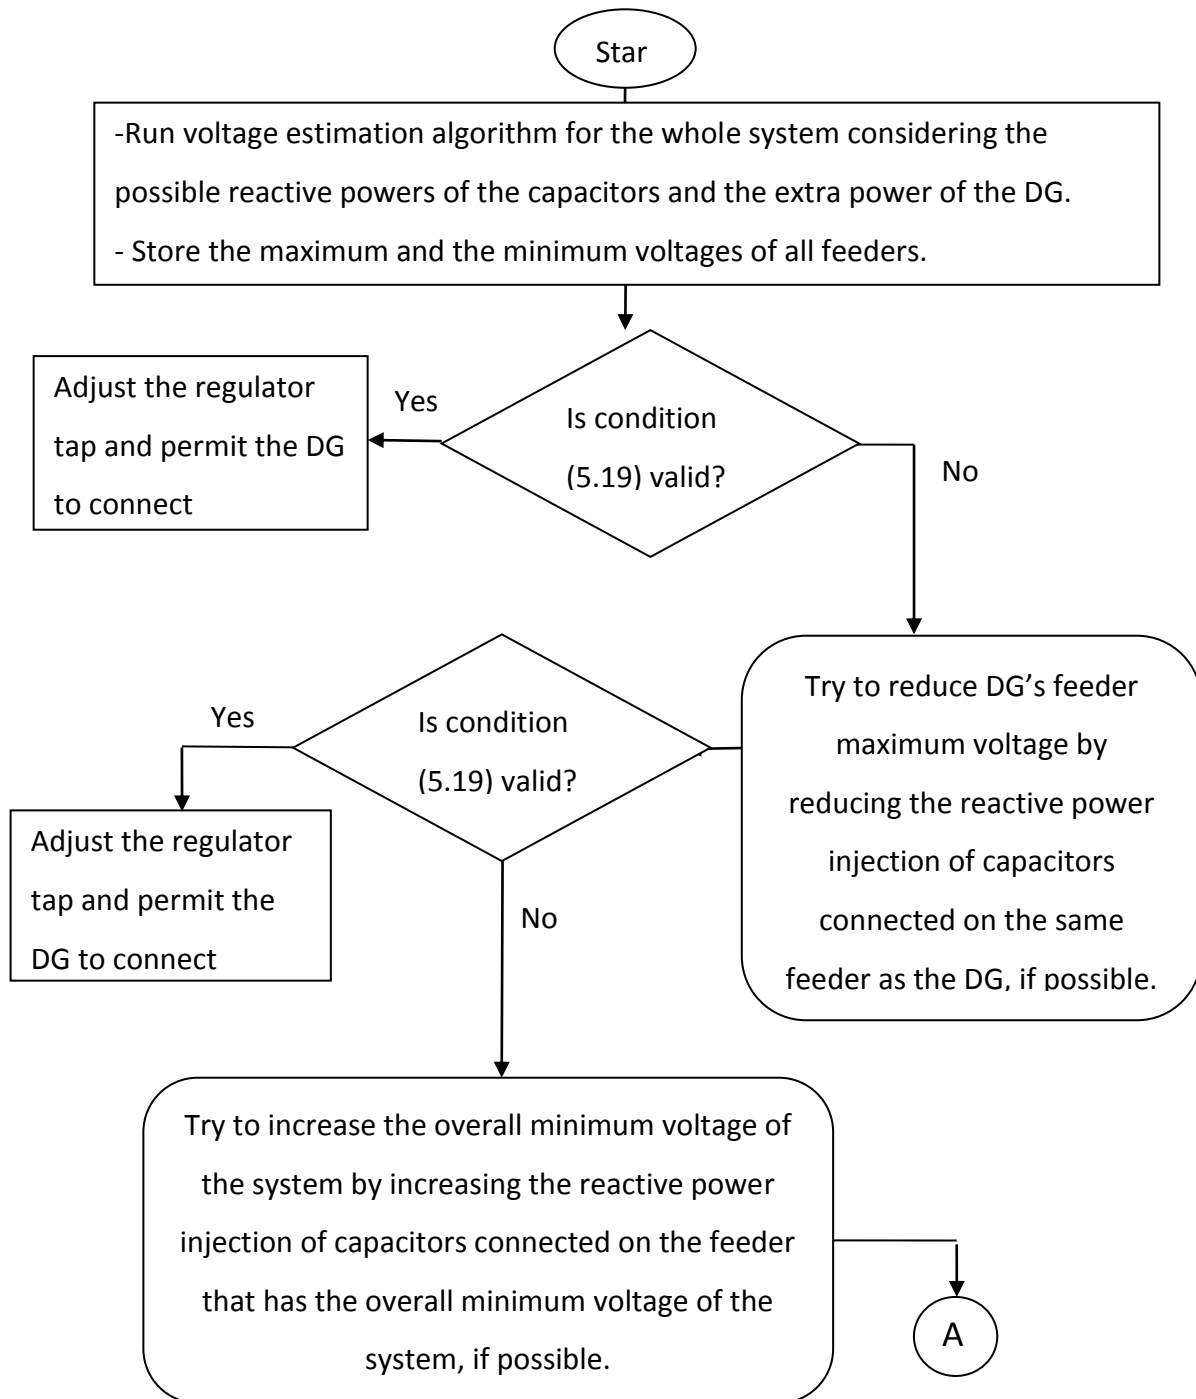 Star
-Run voltage estimation algorithm for the whole system considering the
possible reactive powers of the capacitors and the extra power of the DG.
- Store the maximum and the minimum voltages of all feeders.
Adjust the regulator
tap and permit the DG
to connect
Yes
Is condition
(5.19) valid?
No
Try to reduce DG’s feeder
maximum voltage by
reducing the reactive power
injection of capacitors
connected on the same
feeder as the DG, if possible.
Is condition
(5.19) valid?
Yes
Adjust the regulator
tap and permit the
DG to connect
No
Try to increase the overall minimum voltage of
the system by increasing the reactive power
injection of capacitors connected on the feeder
that has the overall minimum voltage of the
system, if possible.
A